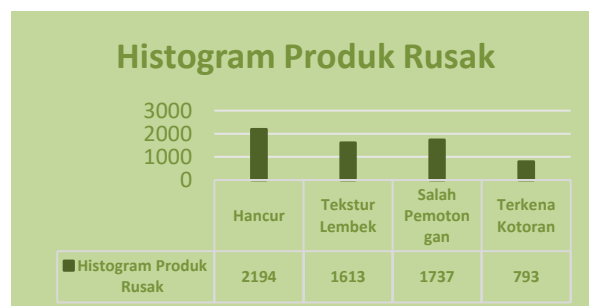 Histogram Produk Rusak
3000
2000
1000
0
Hancur
Tekstur
Lembek
Salah
Pemoton
gan
Terkena
Kotoran
Histogram Produk
Rusak
2194
1613
1737
793